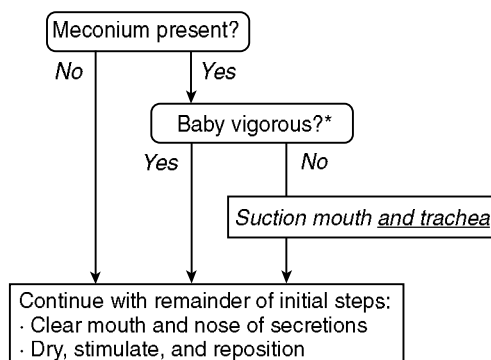 Meconium present?
No
Yes
Baby vigorous?*
Yes
No
Suction mouth and trachea
Continue with remainder of initial steps:
· Clear mouth and nose of secretions
· Dry, stimulate, and reposition